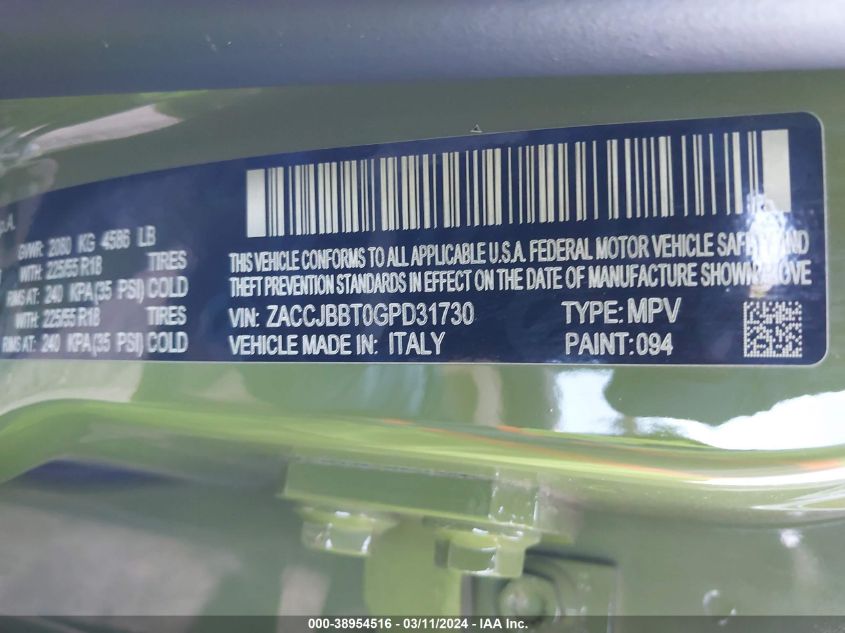 p.A.
GVWR: 2080 KG 4586 LB
WITH: 225/55 R18 TIRES
RIMS AT: 240 KPA (35 PSI) COLD
WITH: 225/55 R18 TIRES
AT: 240 KPA (35 PSI) COLD
THIS VEHICLE CONFORMS TO ALL APPLICABLE U.S.A. FEDERAL MOTOR VEHICLE SAFETY AND
THEFT PREVENTION STANDARDS IN EFFECT ON THE DATE OF MANUFACTURE SHOWN ABOVE
VIN: ZACCJBBT0GPD31730 TYPE: MPV
VEHICLE MADE IN: ITALY PAINT: 094
000-38954516 - 03/11/2024 - IAA Inc.